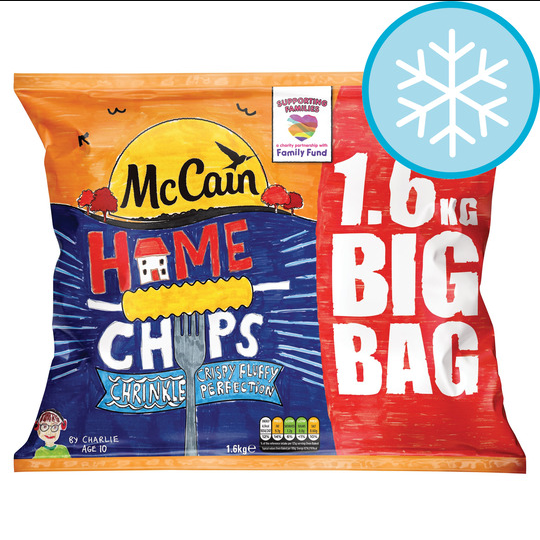 SUPPORTING
FAMILIES
a charity partnership with
Family Fund
McCain
HOME
CHIPS
CHRINKLE
CRISPY FLUFFY
PERFECTION
BY CHARLIE
AGE 10
1.6kg℮
1.6KG
BIG
BAG